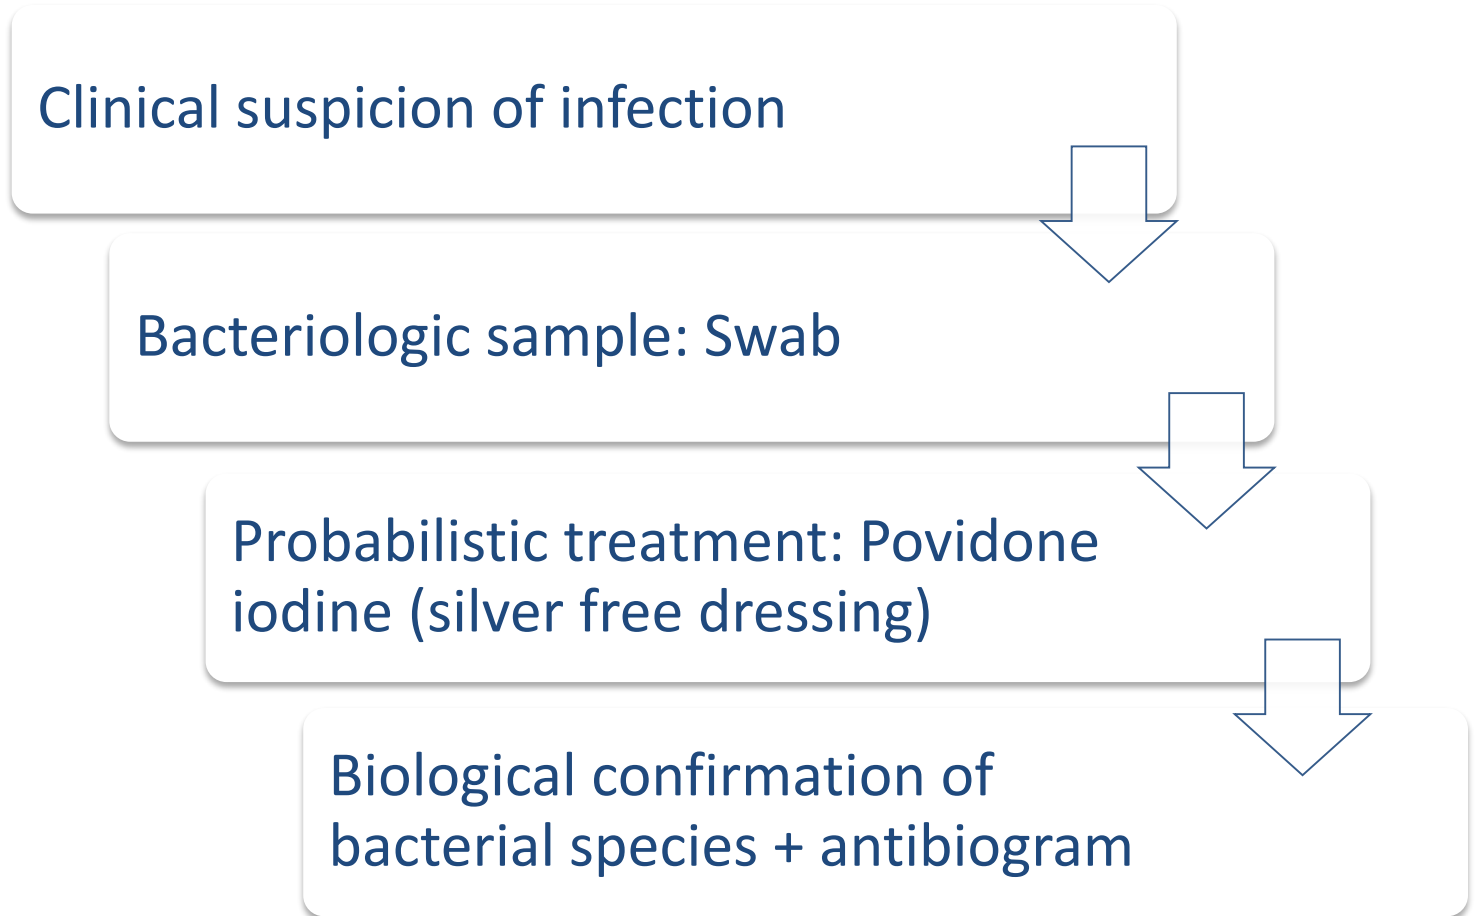 Clinical suspicion of infection
Bacteriologic sample: Swab
Probabilistic treatment: Povidone
iodine (silver free dressing)
Biological confirmation of
bacterial species + antibiogram